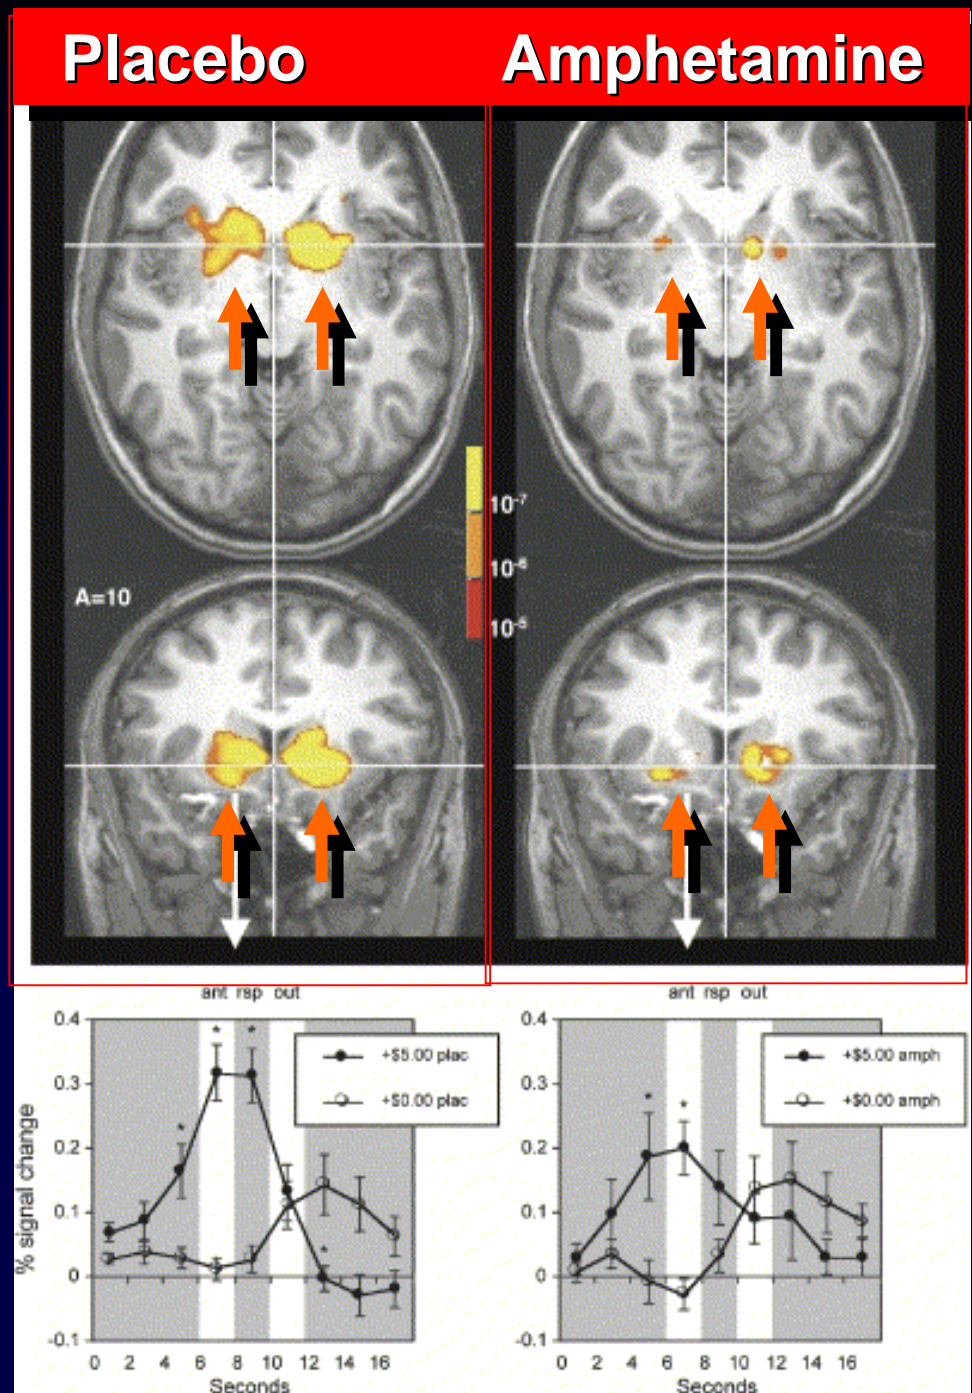 Placebo Amphetamine
10-7
10-6
10-5
A=10
ant rsp out ant rsp out
0.4 0.4
* * +$5.00 plac +$5.00 amph
0.3 0.3 * *
+$0.00 plac +$0.00 amph
* 0.2 0.2
% signal change
0.1 0.1
*
0 0
-0.1 -0.1
0 2 4 6 8 10 12 14 16 0 2 4 6 8 10 12 14 16
Seconds Seconds